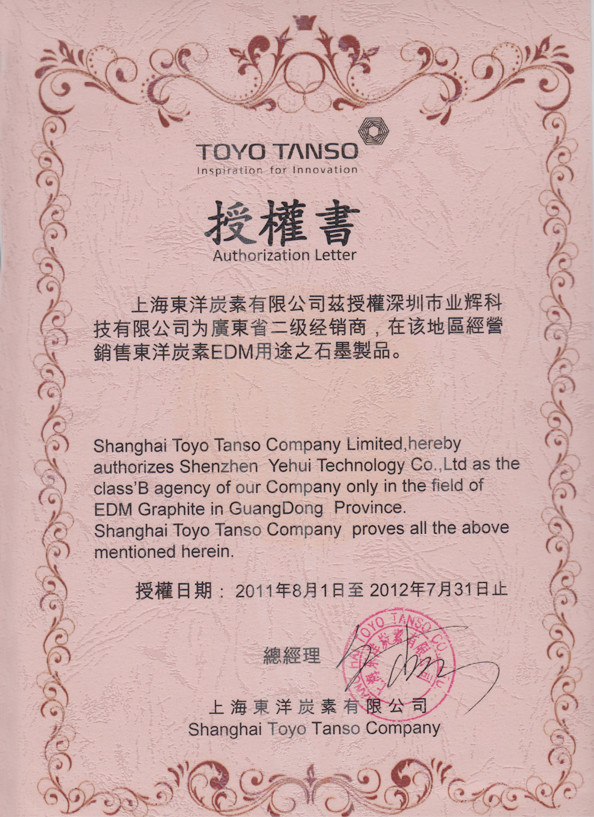 TOYO TANSO
Inspiration for Innovation
授權書
Authorization Letter
上海東洋炭素有限公司茲授權深圳市业辉科
技有限公司为廣東省二级经销商，在该地區經營
銷售東洋炭素EDM用途之石墨製品。
Shanghai Toyo Tanso Company Limited,hereby
authorizes Shenzhen Yehui Technology Co.,Ltd as the
class'B agency of our Company only in the field of
EDM Graphite in GuangDong Province.
Shanghai Toyo Tanso Company proves all the above
mentioned herein.
授權日期： 2011年8月1日至 2012年7月31日止
總經理
TOYO TANSO CO.
上海東洋炭素有限公司
Shanghai Toyo Tanso Company